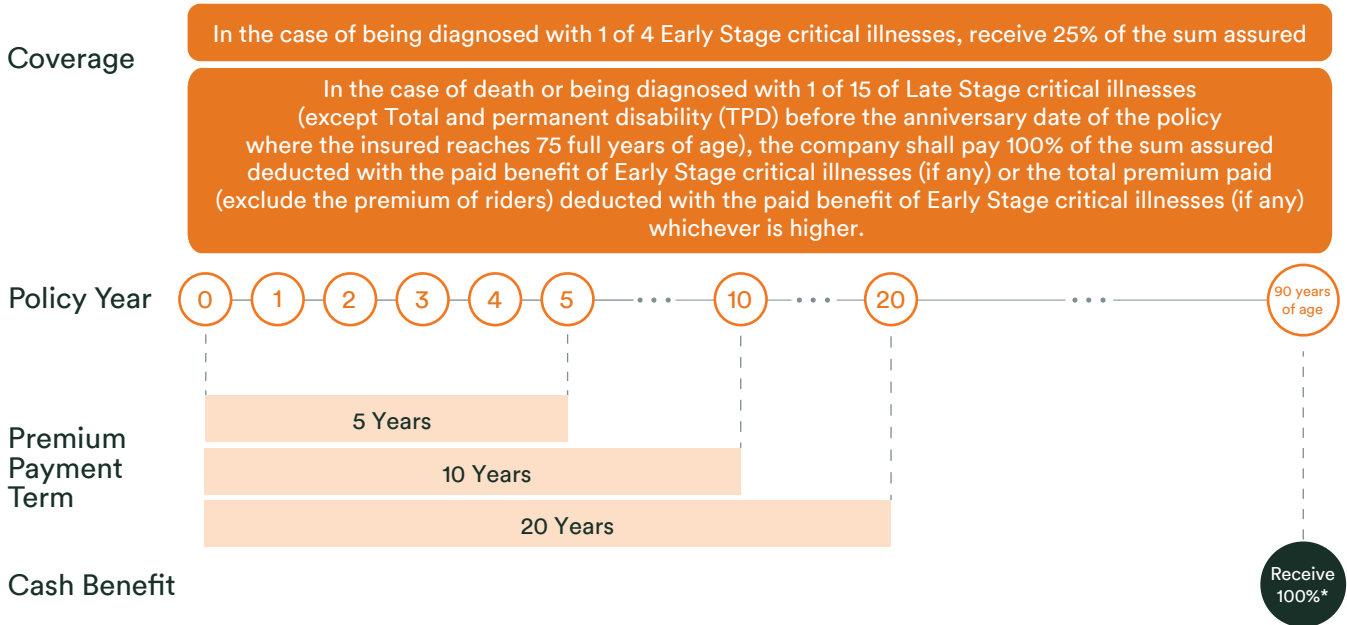 Coverage
In the case of being diagnosed with 1 of 4 Early Stage critical illnesses, receive 25% of the sum assured
In the case of death or being diagnosed with 1 of 15 of Late Stage critical illnesses
(except Total and permanent disability (TPD) before the anniversary date of the policy
where the insured reaches 75 full years of age), the company shall pay 100% of the sum assured
deducted with the paid benefit of Early Stage critical illnesses (if any) or the total premium paid
(exclude the premium of riders) deducted with the paid benefit of Early Stage critical illnesses (if any)
whichever is higher.
Policy Year 0 1 2 3 4 5 ... 10 ... 20 ... 90 years
of age
Premium
Payment
Term
5 Years
10 Years
20 Years
Cash Benefit
Receive
100%*